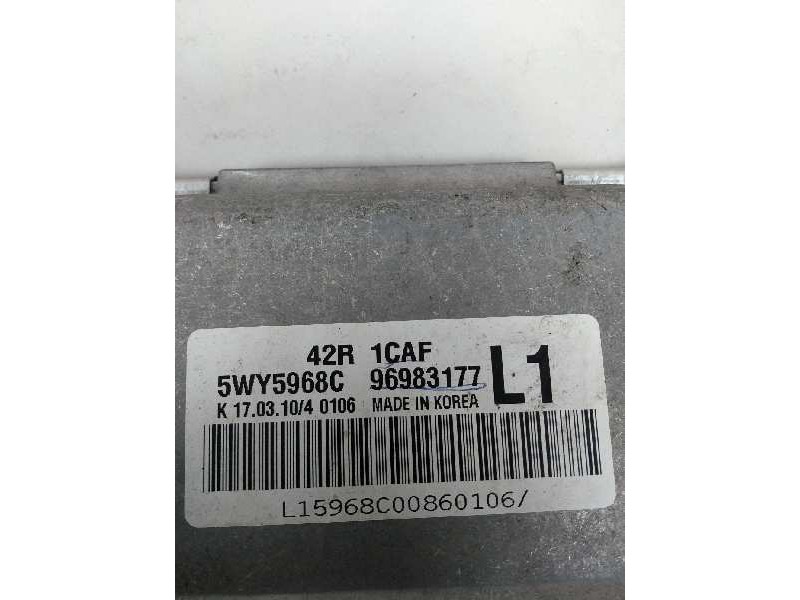 42R 1CAF
5WY5968C 96983177 L1
K 17.03.10/4 0106 MADE IN KOREA
L15968C00860106/